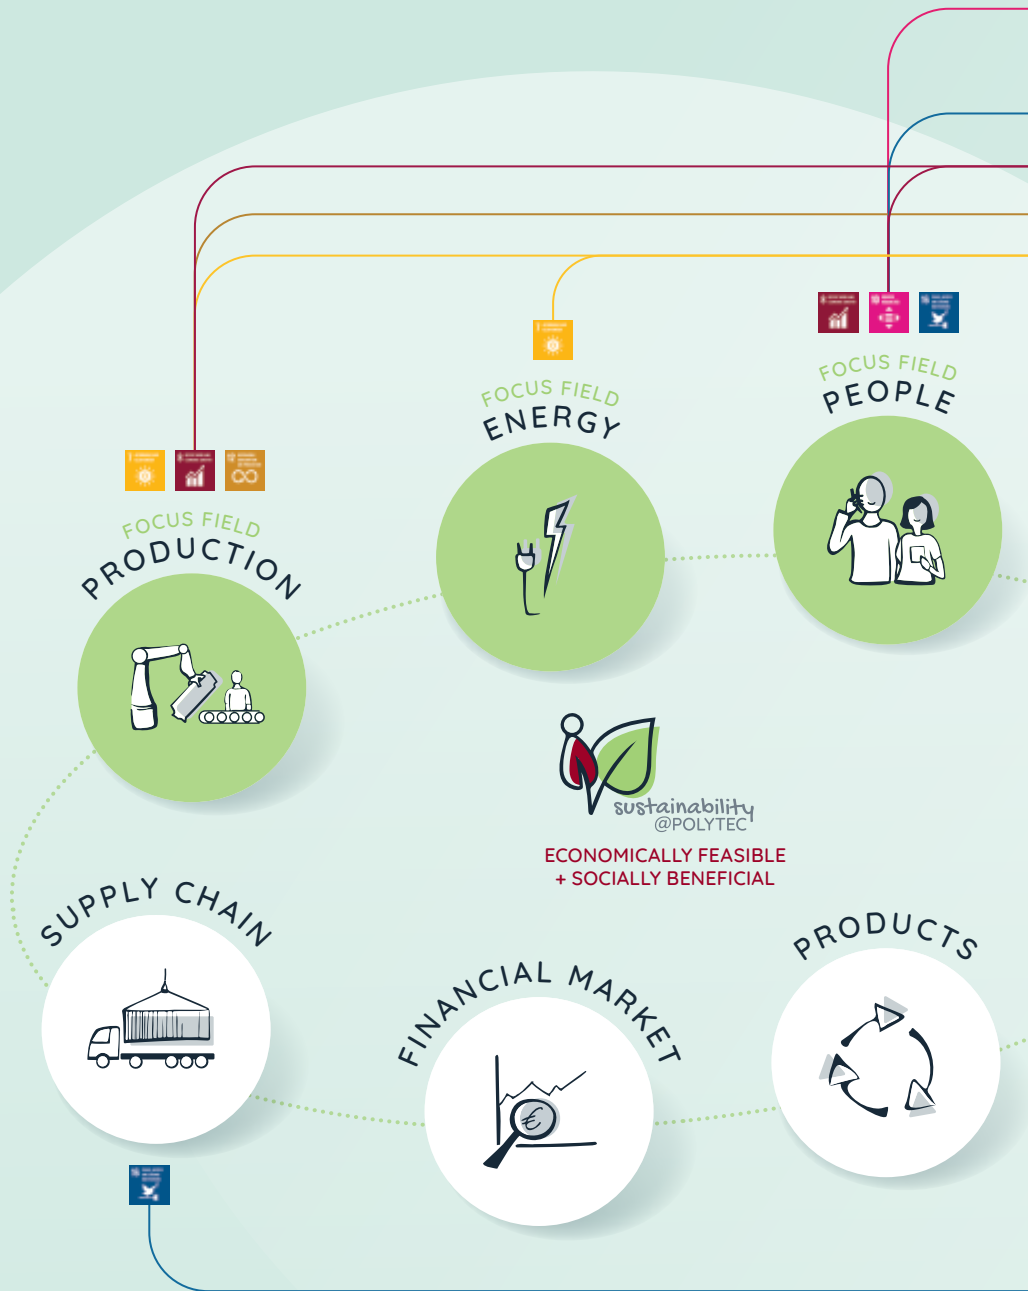 FOCUS FIELD
PEOPLE
FOCUS FIELD
ENERGY
FOCUS FIELD
PRODUCTION
sustainability
@POLYTEC
ECONOMICALLY FEASIBLE
+ SOCIALLY BENEFICIAL
SUPPLY CHAIN
FINANCIAL MARKET
PRODUCTS
€